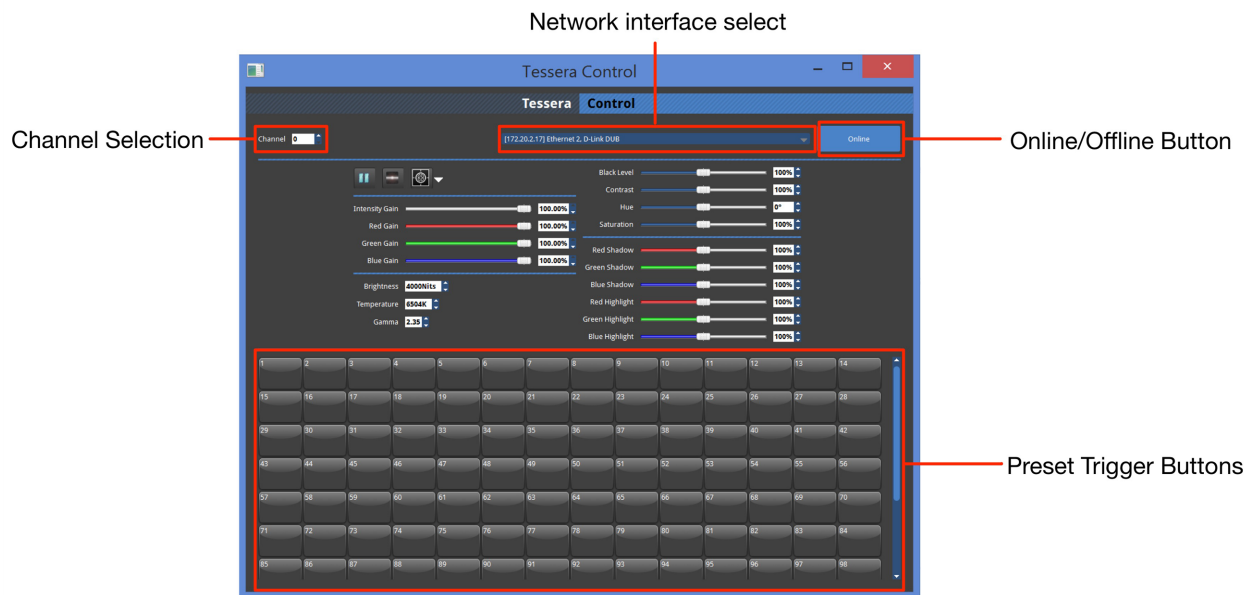 Network interface select
Tessera Control
Tessera Control
Channel Selection
Channel 0
[172.20.2.17] Ethernet 2, D-Link DUB
Online
Online/Offline Button
Black Level 100%
Contrast 100%
Hue 0°
Saturation 100%
Intensity Gain 100.00%
Red Gain 100.00%
Green Gain 100.00%
Blue Gain 100.00%
Red Shadow 100%
Green Shadow 100%
Blue Shadow 100%
Red Highlight 100%
Green Highlight 100%
Blue Highlight 100%
Brightness 4000Nits
Temperature 6504K
Gamma 2.35
1 2 3 4 5 6 7 8 9 10 11 12 13 14
15 16 17 18 19 20 21 22 23 24 25 26 27 28
29 30 31 32 33 34 35 36 37 38 39 40 41 42
43 44 45 46 47 48 49 50 51 52 53 54 55 56
Preset Trigger Buttons
57 58 59 60 61 62 63 64 65 66 67 68 69 70
71 72 73 74 75 76 77 78 79 80 81 82 83 84
85 86 87 88 89 90 91 92 93 94 95 96 97 98